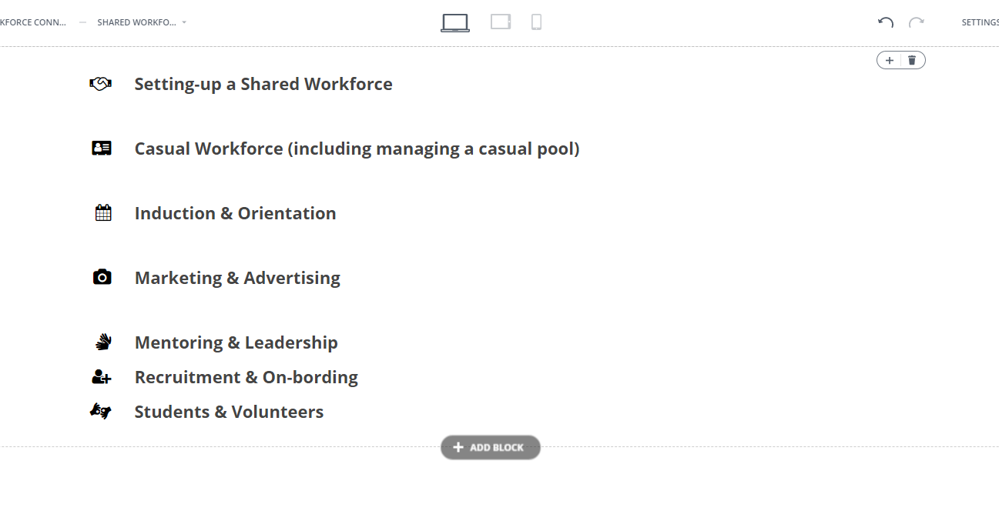 KFORCE CONN... — SHARED WORKFO... SETTINGS
Setting-up a Shared Workforce
Casual Workforce (including managing a casual pool)
Induction & Orientation
Marketing & Advertising
Mentoring & Leadership
Recruitment & On-bording
Students & Volunteers
ADD BLOCK